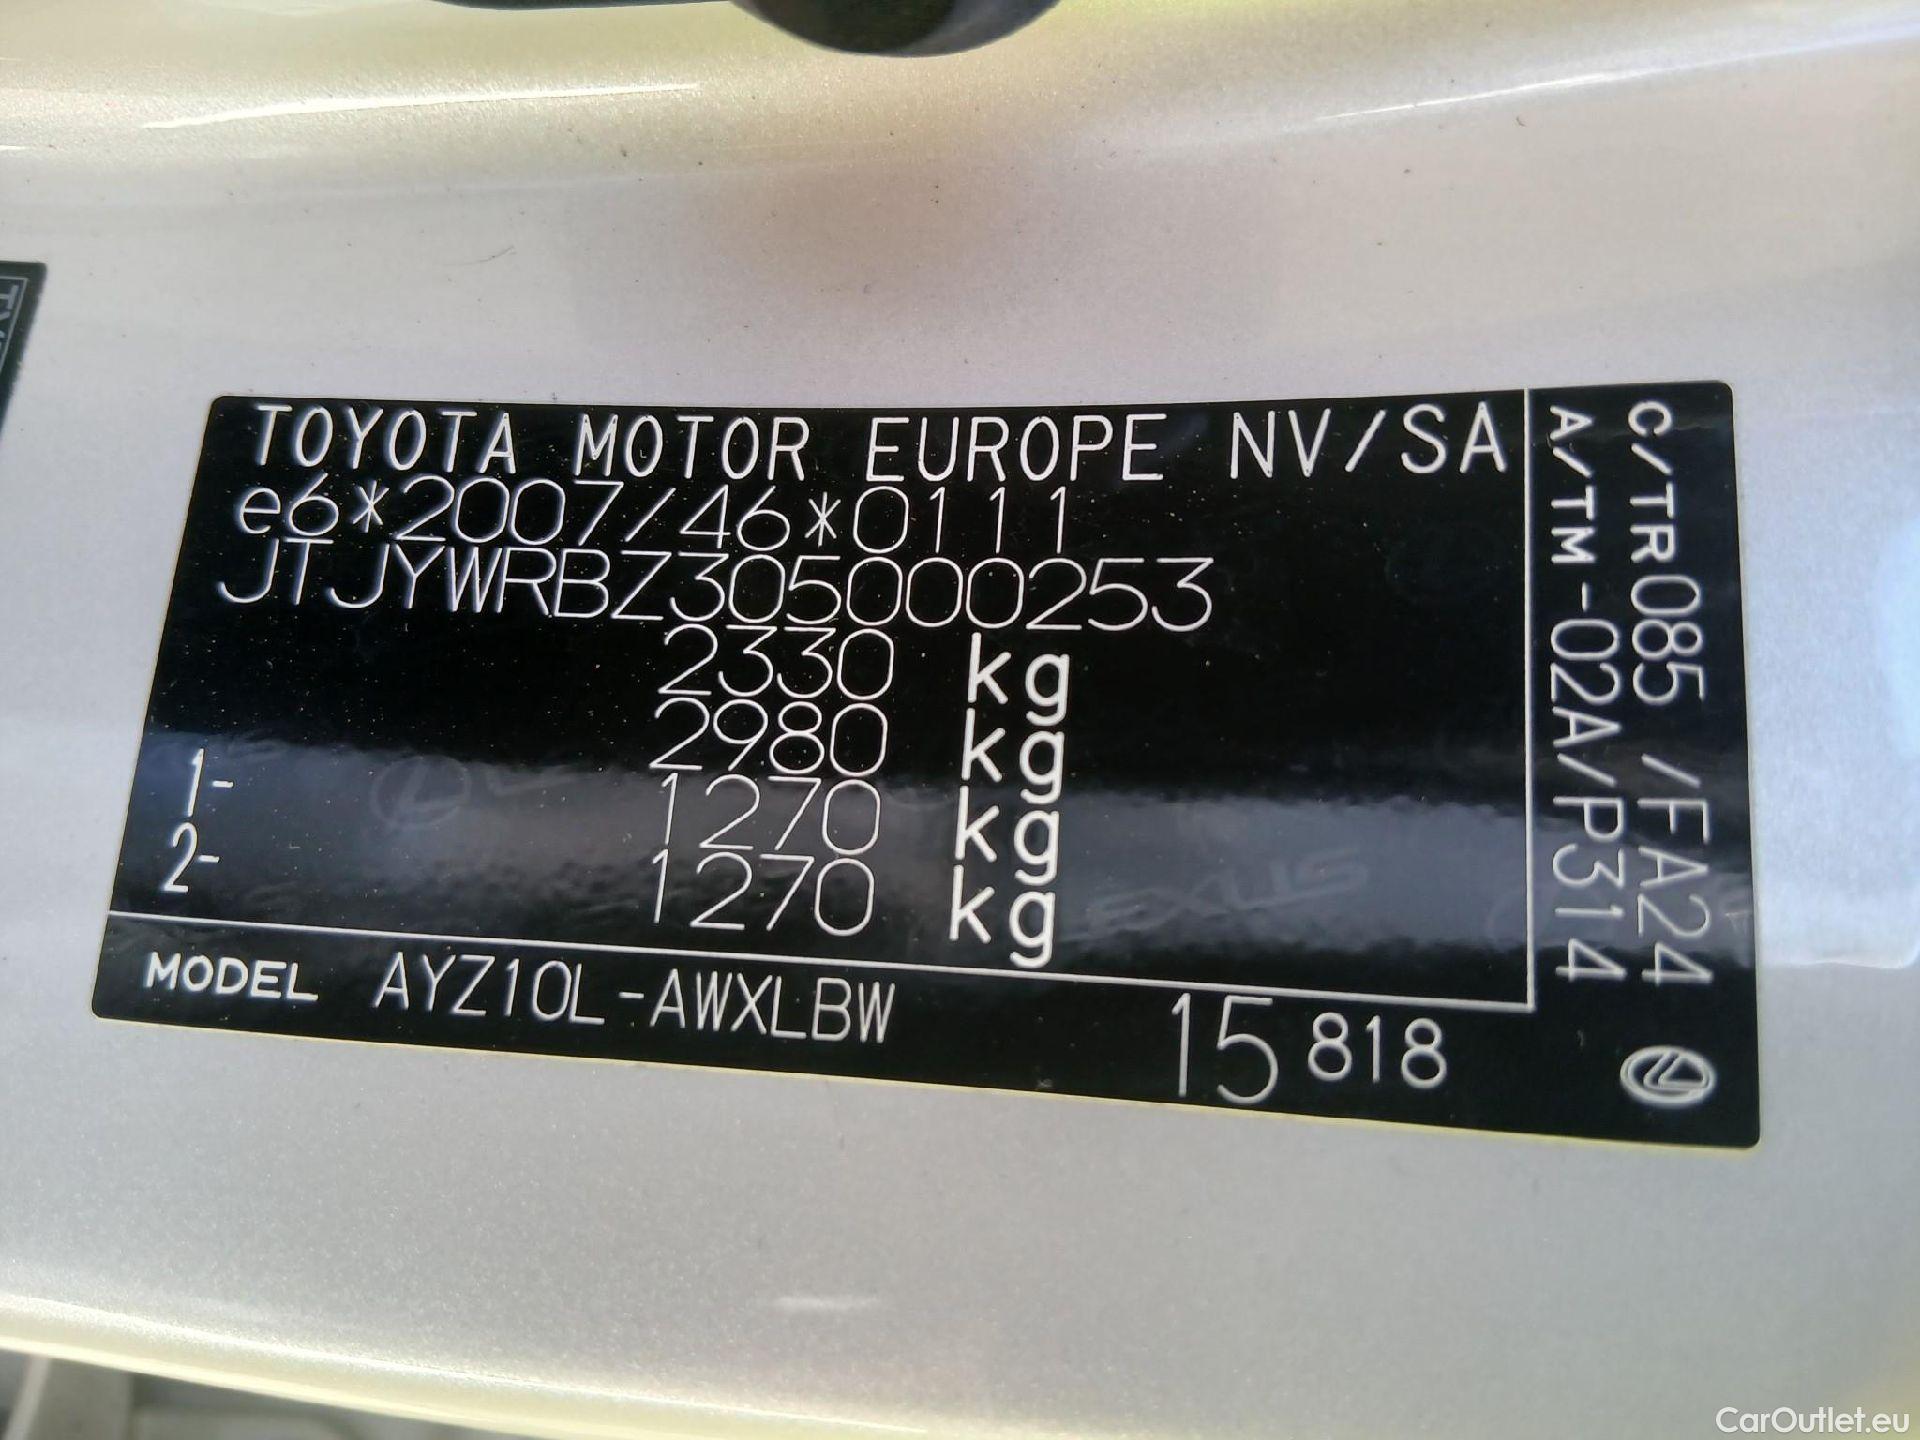 TOYOTA MOTOR EUROPE NV/SA
e6*2007/46*0111
JTJYWRBZ305000253
2330 kg
2980 kg
1- 1270 kg
2- 1270 kg
MODEL AYZ10L-AWXLBW
15 818
C/TR085 /FA24
A/TM-02A/P314
LEXUS
CarOutlet.eu